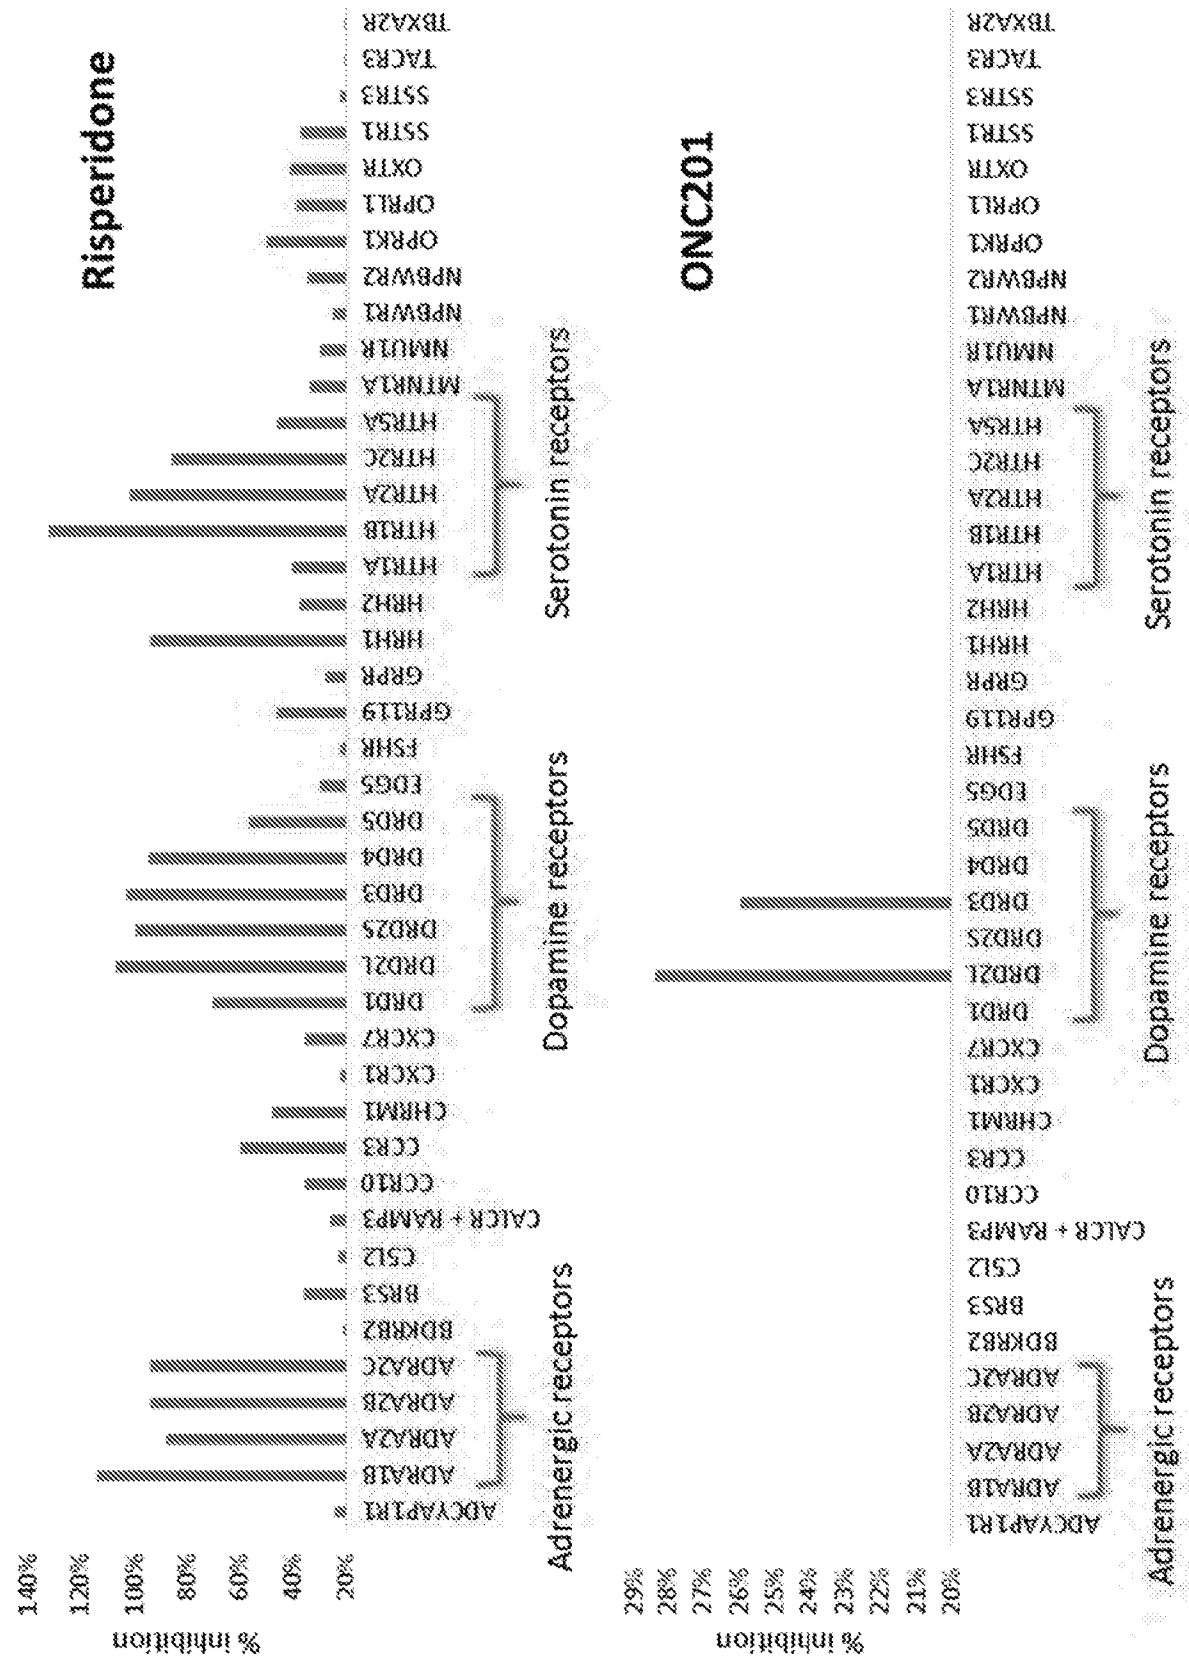 Risperidone
% inhibition
140%
120%
100%
80%
60%
40%
20%
ADCYAP1R1
ADRA1B
ADRA2A
ADRA2B
ADRA2C
BDKRB2
BRS3
C5L2
CALCR + RAMP3
CCR10
CCR3
CHRM1
CXCR1
CXCR7
DRD1
DRD2L
DRD2S
DRD3
DRD4
DRD5
EDG5
FSHR
GPR119
GRPR
HRH1
HRH2
HTR1A
HTR1B
HTR2A
HTR2C
HTR5A
MTNR1A
NMU1R
NPBWR1
NPBWR2
OPRK1
OPRL1
OXTR
SSTR1
SSTR3
TACR3
TBXA2R
Adrenergic receptors
Dopamine receptors
Serotonin receptors
ONC201
% inhibition
29%
28%
27%
26%
25%
24%
23%
22%
21%
20%
ADCYAP1R1
ADRA1B
ADRA2A
ADRA2B
ADRA2C
BDKRB2
BRS3
C5L2
CALCR + RAMP3
CCR10
CCR3
CHRM1
CXCR1
CXCR7
DRD1
DRD2L
DRD2S
DRD3
DRD4
DRD5
EDG5
FSHR
GPR119
GRPR
HRH1
HRH2
HTR1A
HTR1B
HTR2A
HTR2C
HTR5A
MTNR1A
NMU1R
NPBWR1
NPBWR2
OPRK1
OPRL1
OXTR
SSTR1
SSTR3
TACR3
TBXA2R
Adrenergic receptors
Dopamine receptors
Serotonin receptors